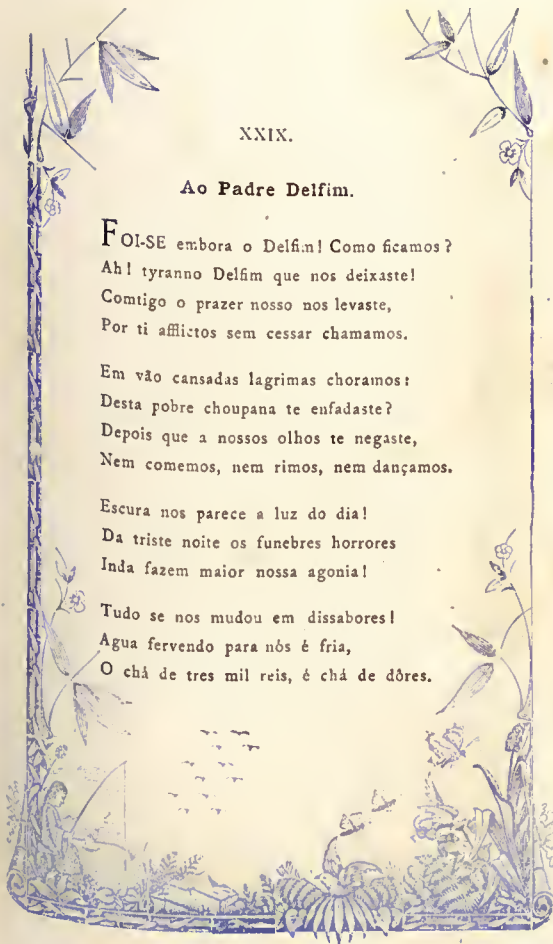 XXIX.
Ao Padre Delfim.
FOI-SE embora o Delfim! Como ficamos?
Ah! tyranno Delfim que nos deixaste!
Comtigo o prazer nosso nos levaste,
Por ti afflictos sem cessar chamamos.
Em vão cansadas lagrimas choramos:
Desta pobre choupana te enfadaste?
Depois que a nossos olhos te negaste,
Nem comemos, nem rimos, nem dançamos.
Escura nos parece a luz do dia!
Da triste noite os funebres horrores
Inda fazem maior nossa agonia!
Tudo se nos mudou em dissabores!
Agua fervendo para nós é fria,
O chá de tres mil reis, é chá de dôres.